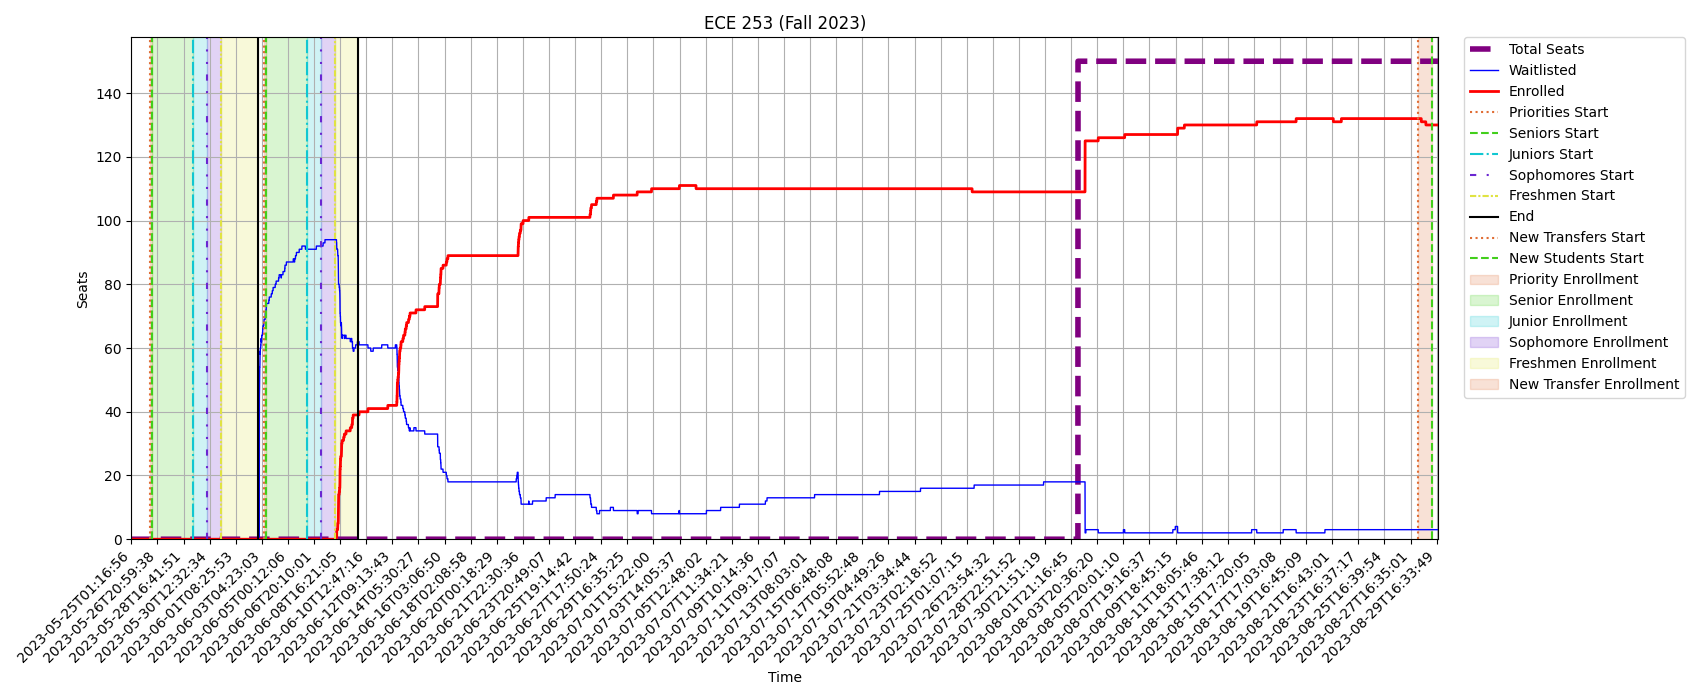 ECE 253 (Fall 2023)
Seats
140
120
100
80
60
40
20
0
2023-05-25T01:16:56
2023-05-26T20:59:38
2023-05-28T16:41:51
2023-05-30T12:32:34
2023-06-01T08:25:53
2023-06-03T04:23:03
2023-06-05T00:12:06
2023-06-06T20:10:01
2023-06-08T16:21:05
2023-06-10T12:47:16
2023-06-12T09:13:43
2023-06-14T05:30:27
2023-06-16T03:06:50
2023-06-18T02:08:58
2023-06-20T00:18:29
2023-06-21T22:30:36
2023-06-23T20:49:07
2023-06-25T19:14:42
2023-06-27T17:50:24
2023-06-29T16:35:25
2023-07-01T15:22:00
2023-07-03T14:05:37
2023-07-05T12:48:02
2023-07-07T11:34:21
2023-07-09T10:14:36
2023-07-11T09:17:07
2023-07-13T08:03:01
2023-07-15T06:48:08
2023-07-17T05:52:48
2023-07-19T04:49:26
2023-07-21T03:34:44
2023-07-23T02:18:52
2023-07-25T01:07:15
2023-07-26T23:54:32
2023-07-28T22:51:52
2023-07-30T21:51:19
2023-08-01T21:16:45
2023-08-03T20:36:20
2023-08-05T20:01:10
2023-08-07T19:16:37
2023-08-09T18:45:15
2023-08-11T18:05:46
2023-08-13T17:38:12
2023-08-15T17:20:05
2023-08-17T17:03:08
2023-08-19T16:45:09
2023-08-21T16:43:01
2023-08-23T16:37:17
2023-08-25T16:39:54
2023-08-27T16:35:01
2023-08-29T16:33:49
Time
Total Seats
Waitlisted
Enrolled
Priorities Start
Seniors Start
Juniors Start
Sophomores Start
Freshmen Start
End
New Transfers Start
New Students Start
Priority Enrollment
Senior Enrollment
Junior Enrollment
Sophomore Enrollment
Freshmen Enrollment
New Transfer Enrollment